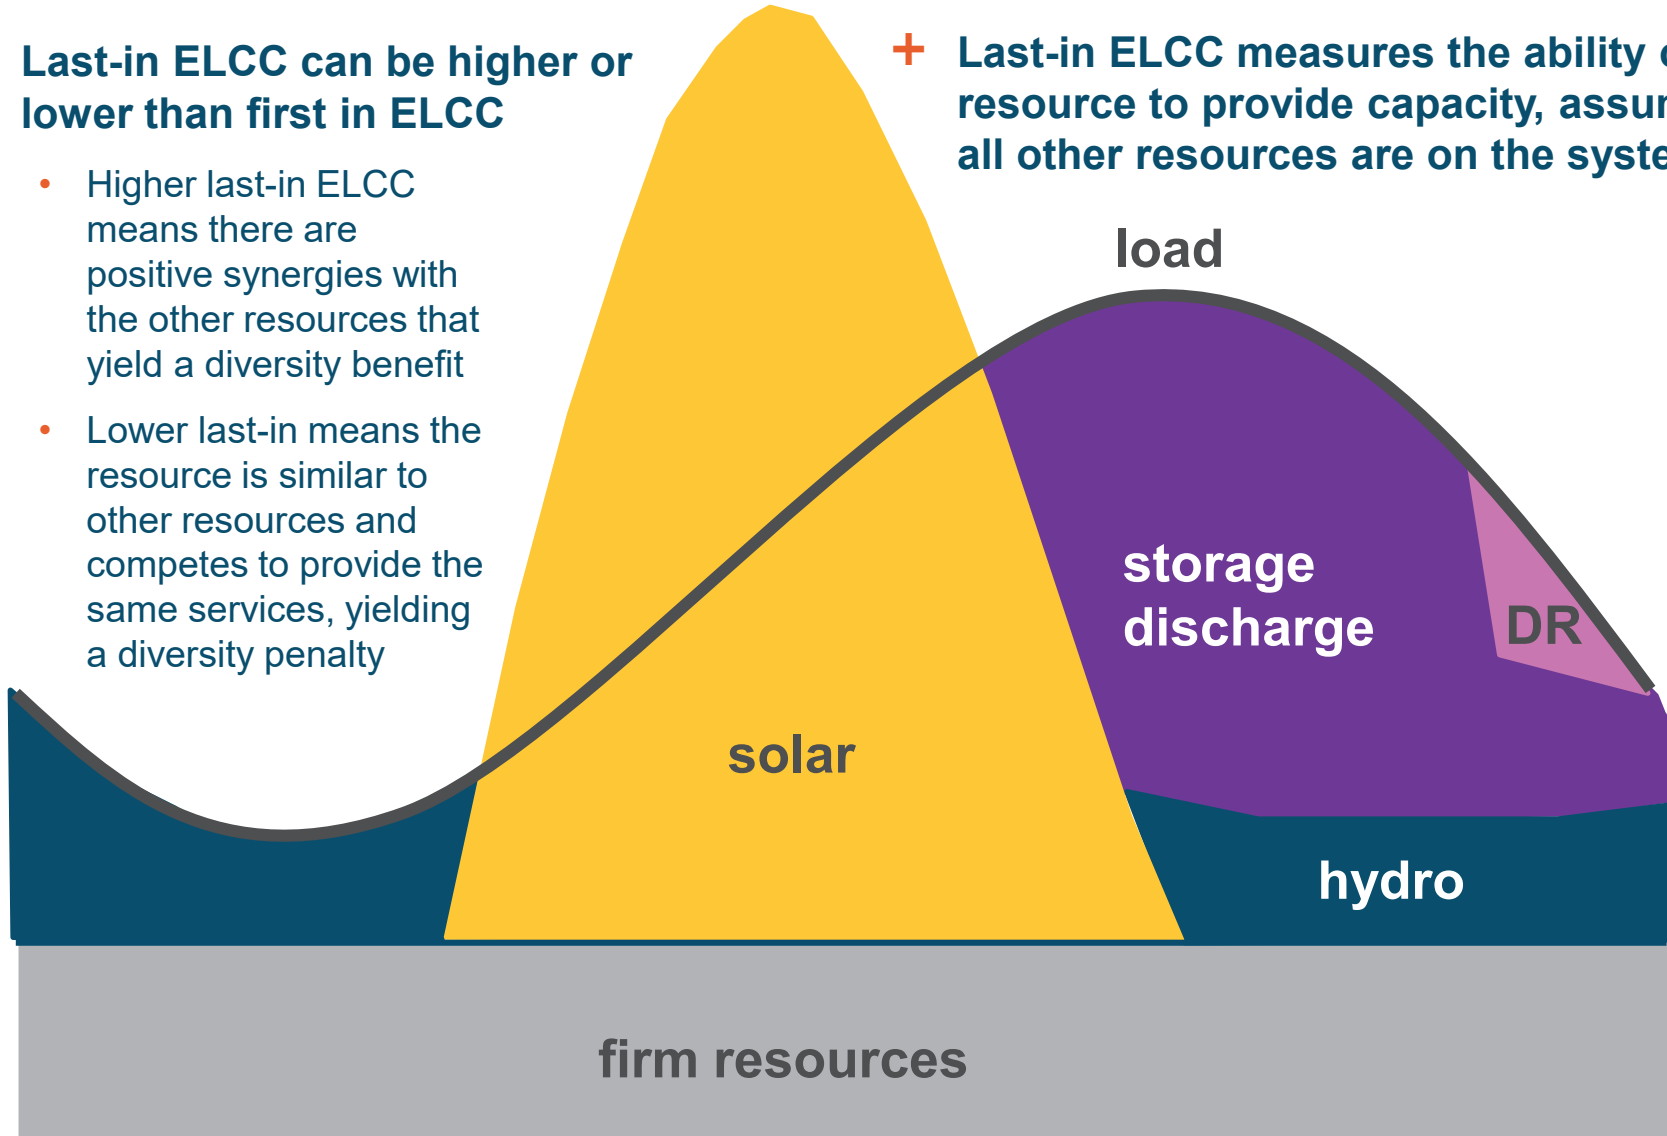 Last-in ELCC can be higher or
lower than first in ELCC
• Higher last-in ELCC
means there are
positive synergies with
the other resources that
yield a diversity benefit
• Lower last-in means the
resource is similar to
other resources and
competes to provide the
same services, yielding
a diversity penalty
+ Last-in ELCC measures the ability
resource to provide capacity,
all other resources are on the
load
storage
discharge
DR
solar
hydro
firm resources